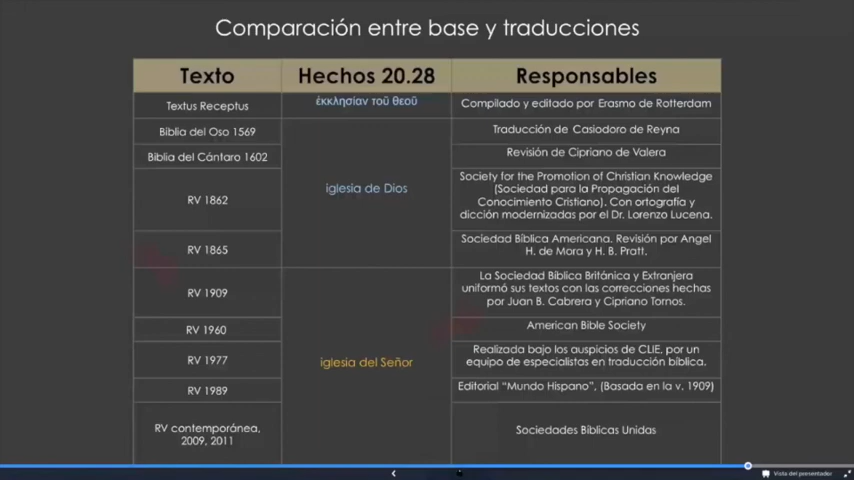 Comparación entre base y traducciones
Texto
Hechos 20.28
Responsables
Textus Receptus
ἐκκλησίαν τοῦ θεοῦ
Compilado y editado por Erasmo de Rotterdam
Biblia del Oso 1569
Traducción de Casiodoro de Reyna
Biblia del Cántaro 1602
Revisión de Cipriano de Valera
iglesia de Dios
RV 1862
Society for the Promotion of Christian Knowledge
(Sociedad para la Propagación del
Conocimiento Cristiano). Con ortografía y
dicción modernizadas por el Dr. Lorenzo Lucena.
RV 1865
Sociedad Bíblica Americana. Revisión por Angel
H. de Mora y H. B. Pratt.
RV 1909
La Sociedad Bíblica Británica y Extranjera
uniformó sus textos con las correcciones hechas
por Juan B. Cabrera y Cipriano Tornos.
RV 1960
American Bible Society
iglesia del Señor
RV 1977
Realizada bajo los auspicios de CLIE, por un
equipo de especialistas en traducción bíblica.
RV 1989
Editorial “Mundo Hispano”, (Basada en la v. 1909)
RV contemporánea,
2009, 2011
Sociedades Bíblicas Unidas
Vista del presentador